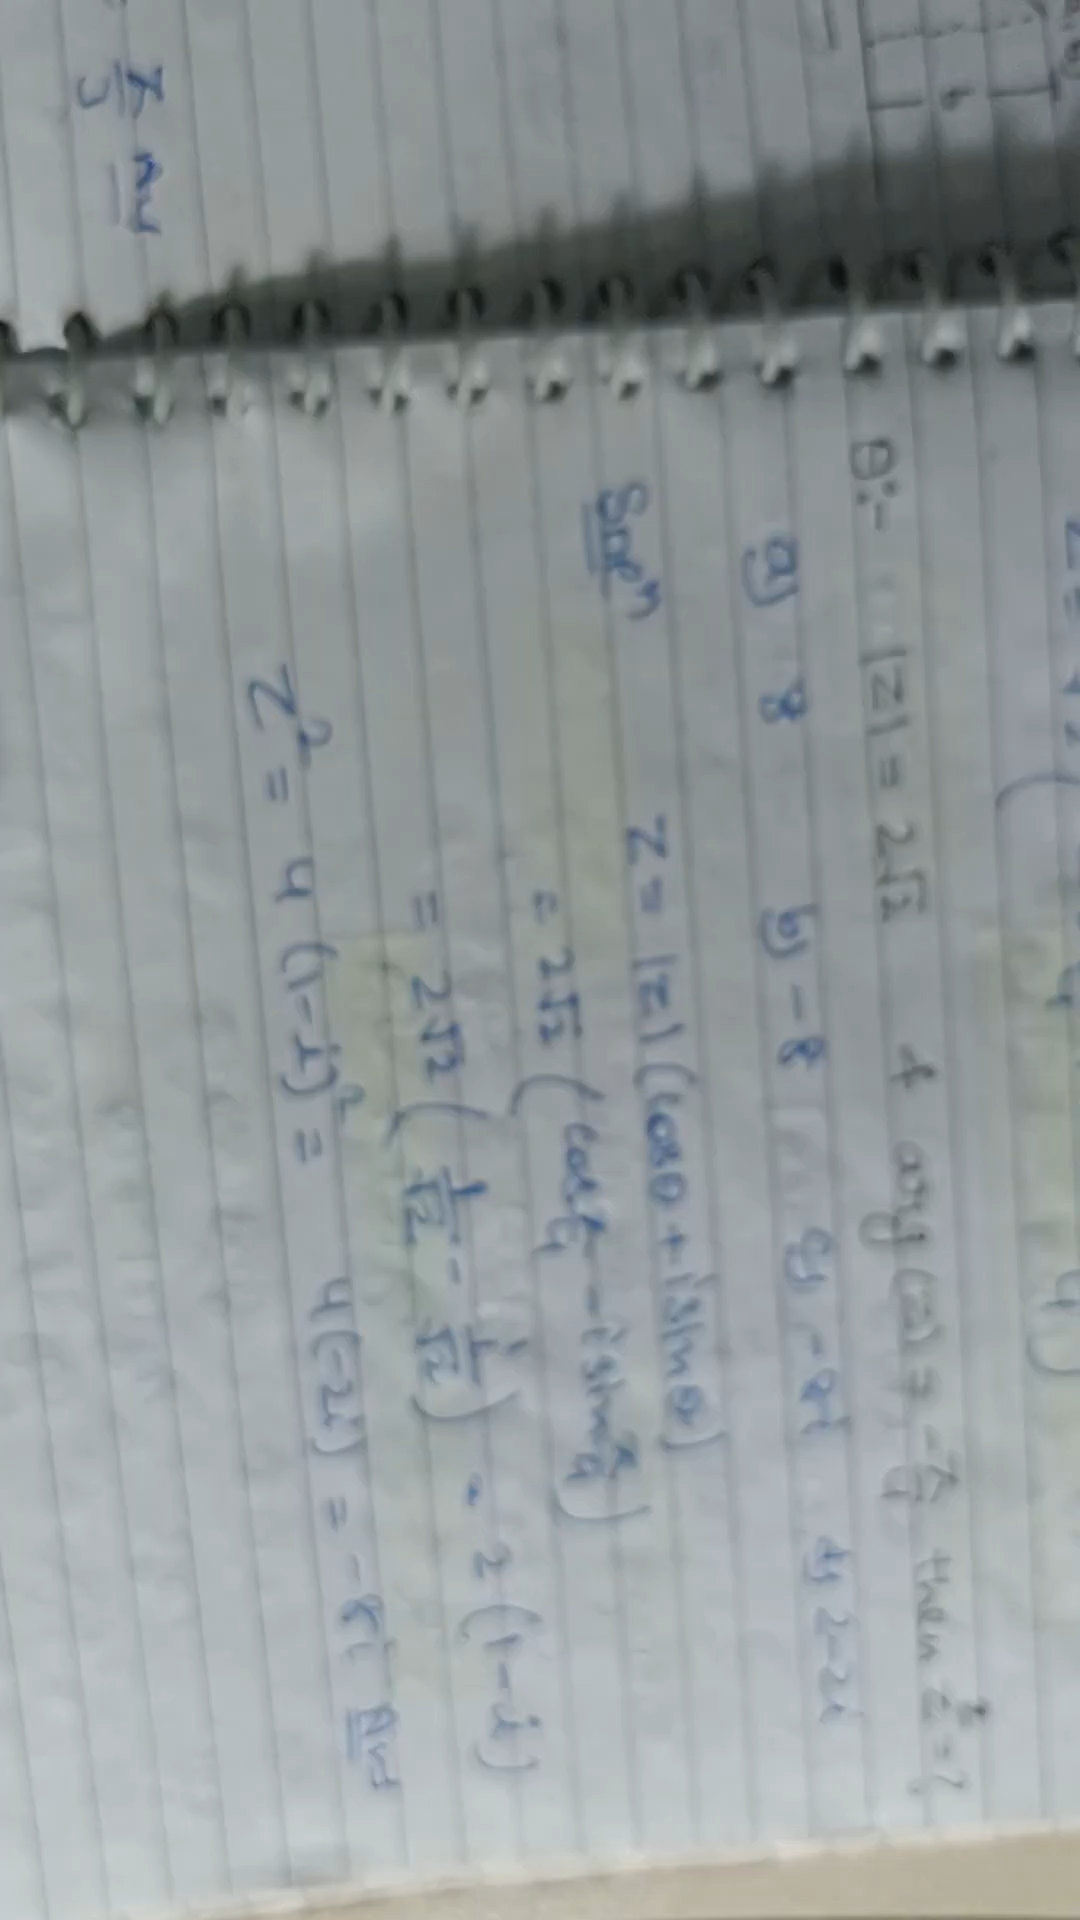 Q:- |z| = 2√2 & arg(z) = -π/4 then z² = ?
a) 8 b) -8 c) -8i d) 2-2i
Solⁿ z = |z| (cosθ + i sinθ)
= 2√2 (cos π/4 - i sin π/4)
= 2√2 (1/√2 - i/√2) = 2 (1-i)
z² = 4 (1-i)² = 4(-2i) = -8i Ans